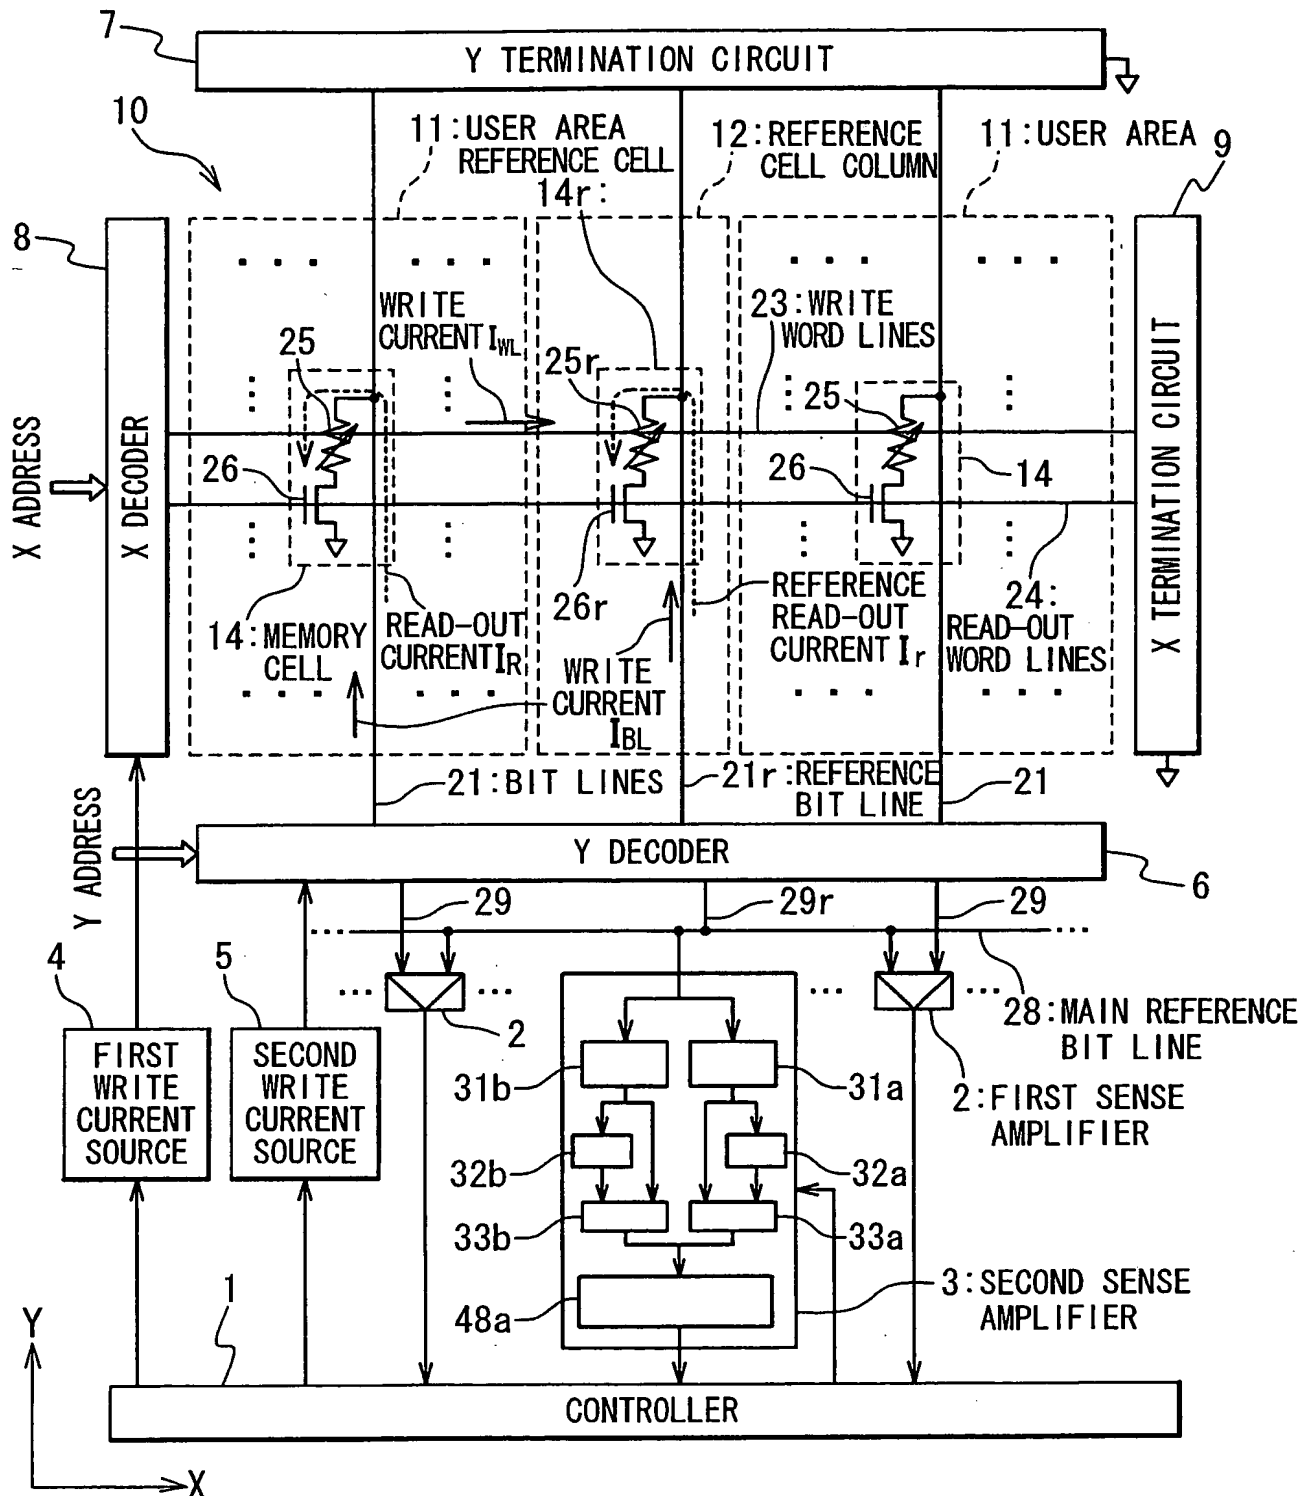 7
Y TERMINATION CIRCUIT
10
11:USER AREA
REFERENCE CELL
14r:
12:REFERENCE
CELL COLUMN
11:USER AREA
9
8
X ADDRESS
X DECODER
WRITE
CURRENT IWL
23:WRITE
WORD LINES
25
25r
25
X TERMINATION CIRCUIT
26
26
14
26r
14:MEMORY
CELL
READ-OUT
CURRENT IR
REFERENCE
READ-OUT
CURRENT Ir
24:
READ-OUT
WORD LINES
WRITE
CURRENT
IBL
21:BIT LINES
21r:REFERENCE
BIT LINE
21
Y ADDRESS
Y DECODER
6
29
29r
29
4
5
2
28:MAIN REFERENCE
BIT LINE
FIRST
WRITE
CURRENT
SOURCE
SECOND
WRITE
CURRENT
SOURCE
31b
31a
2:FIRST SENSE
AMPLIFIER
32b
32a
33b
33a
48a
3:SECOND SENSE
AMPLIFIER
1
Y
CONTROLLER
X